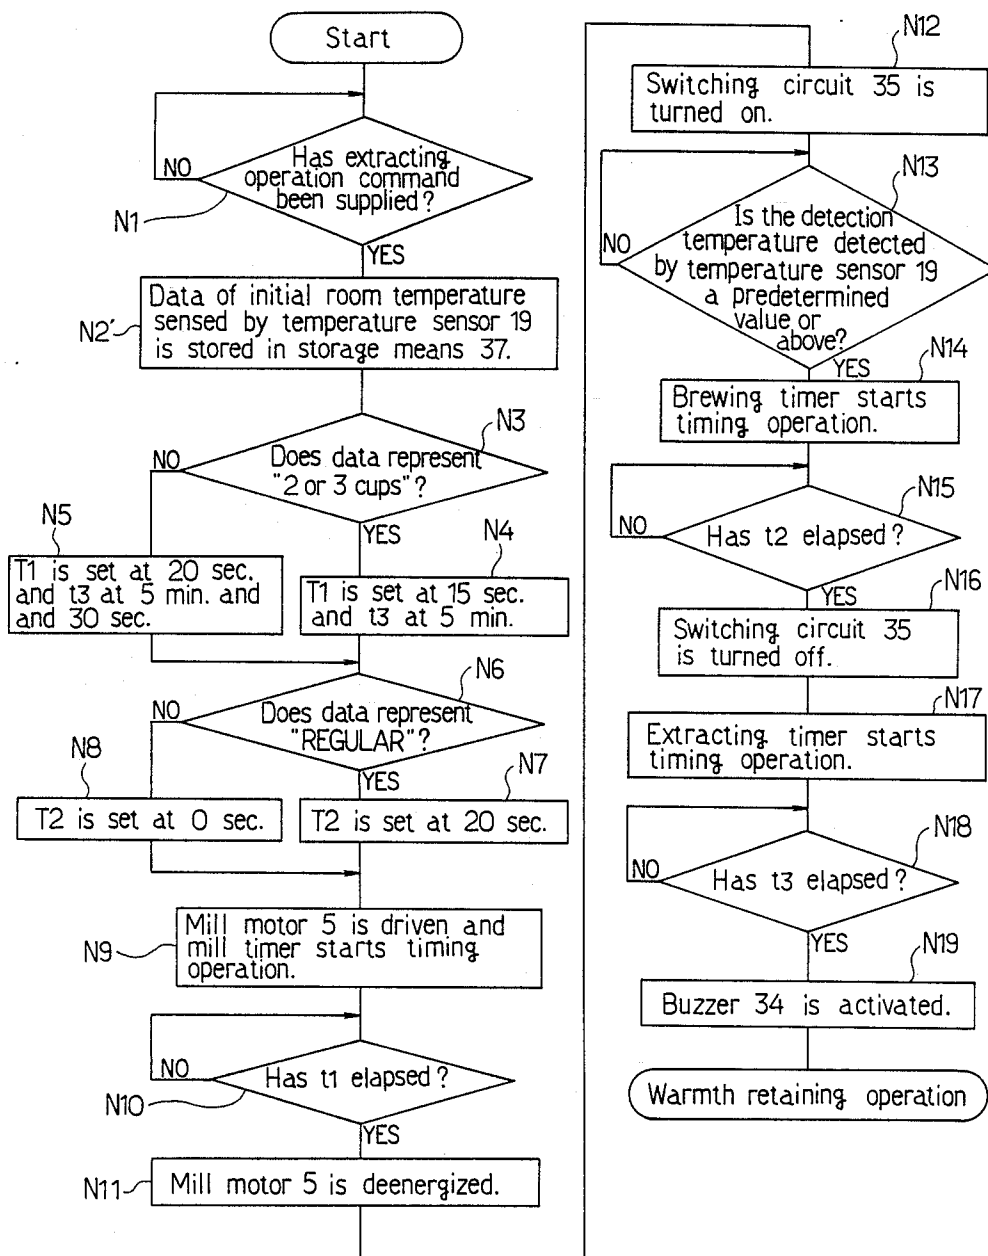 Start
Has extracting
operation command
been supplied?
NO
N1
YES
Data of initial room temperature
sensed by temperature sensor 19
is stored in storage means 37.
N2'
N3
NO
Does data represent
"2 or 3 cups"?
YES
N5
N4
T1 is set at 20 sec.
and t3 at 5 min. and
and 30 sec.
T1 is set at 15 sec.
and t3 at 5 min.
N6
NO
Does data represent
"REGULAR"?
YES
N8
N7
T2 is set at 0 sec.
T2 is set at 20 sec.
N9
Mill motor 5 is driven and
mill timer starts timing
operation.
NO
Has t1 elapsed?
N10
YES
N11
Mill motor 5 is deenergized.
N12
Switching circuit 35 is
turned on.
N13
NO
Is the detection
temperature detected
by temperature sensor 19
a predetermined
value or
above?
YES
N14
Brewing timer starts
timing operation.
N15
NO
Has t2 elapsed?
YES
N16
Switching circuit 35
is turned off.
N17
Extracting timer starts
timing operation.
N18
NO
Has t3 elapsed?
YES
N19
Buzzer 34 is activated.
Warmth retaining operation